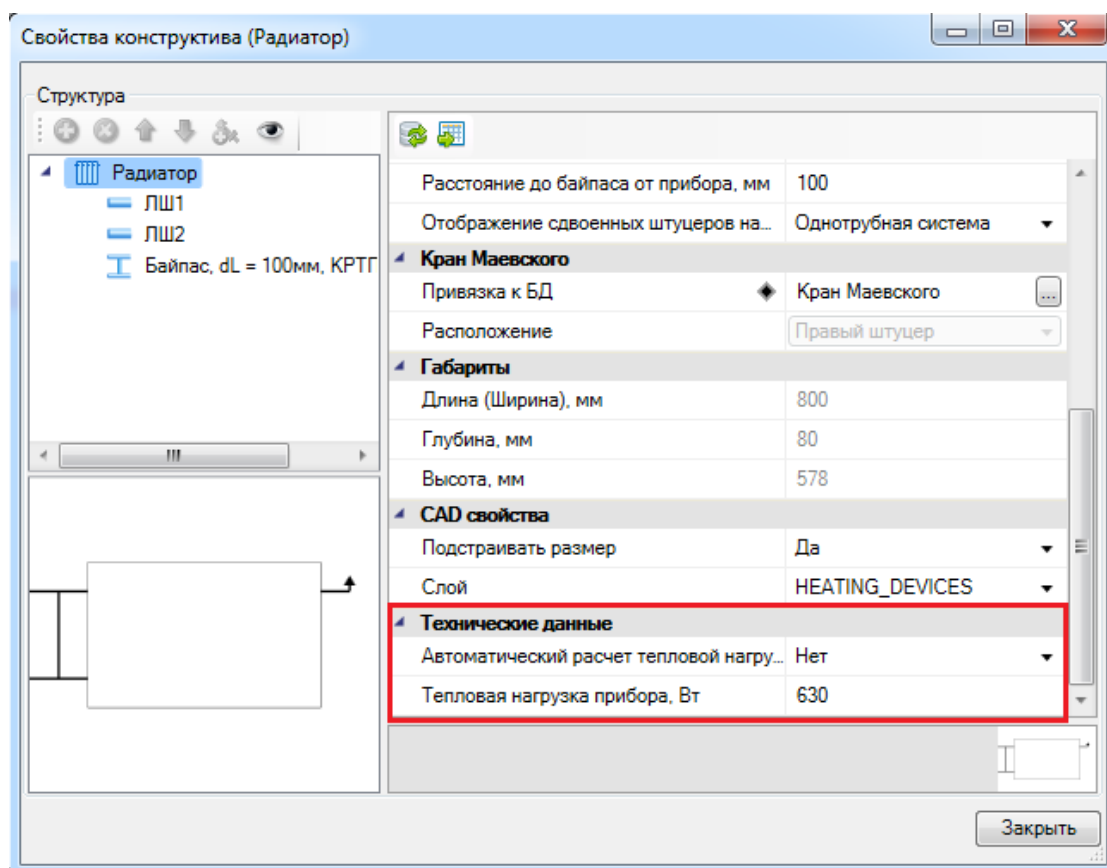 Свойства конструктива (Радиатор)
Структура
Радиатор
ЛШ1
ЛШ2
Байпас, dL = 100мм, КРТГ
Расстояние до байпаса от прибора, мм 100
Отображение сдвоенных штуцеров на... Однотрубная система
Кран Маевского
Привязка к БД Кран Маевского ...
Расположение Правый штуцер
Габариты
Длина (Ширина), мм 800
Глубина, мм 80
Высота, мм 578
CAD свойства
Подстраивать размер Да
Слой HEATING_DEVICES
Технические данные
Автоматический расчет тепловой нагру... Нет
Тепловая нагрузка прибора, Вт 630
Закрыть